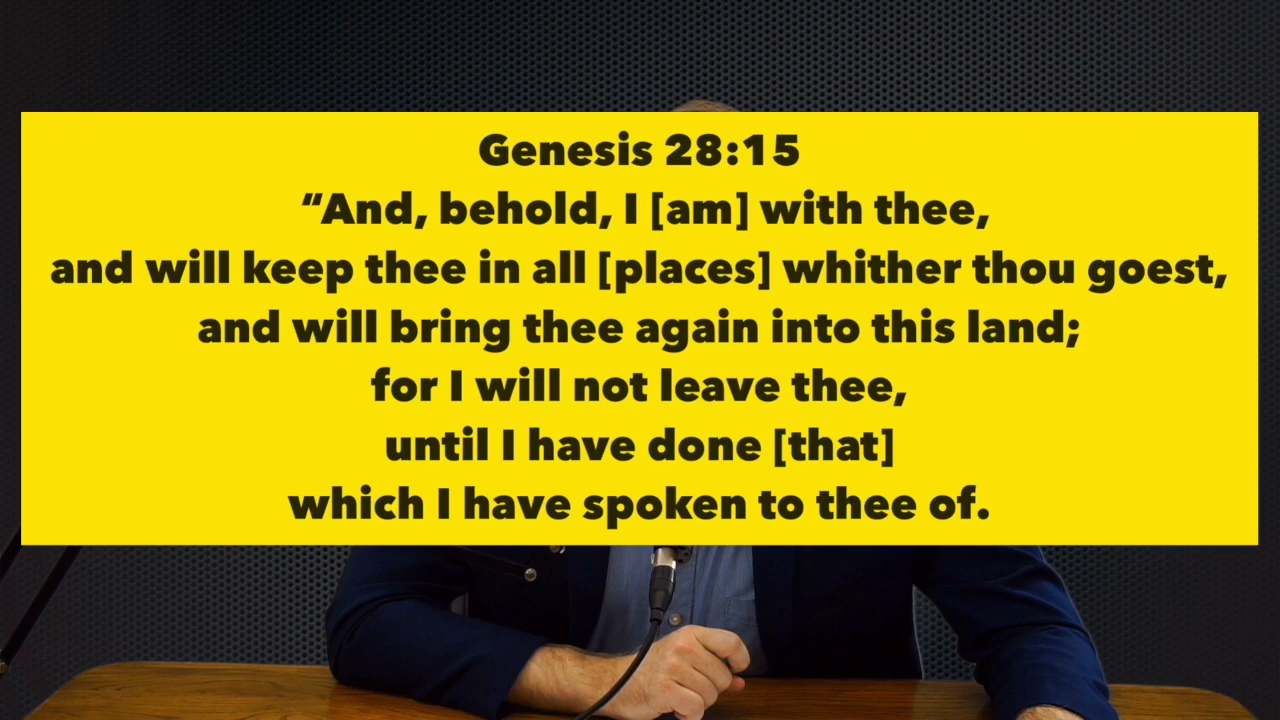 Genesis 28:15
“And, behold, I [am] with thee,
and will keep thee in all [places] whither thou goest,
and will bring thee again into this land;
for I will not leave thee,
until I have done [that]
which I have spoken to thee of.